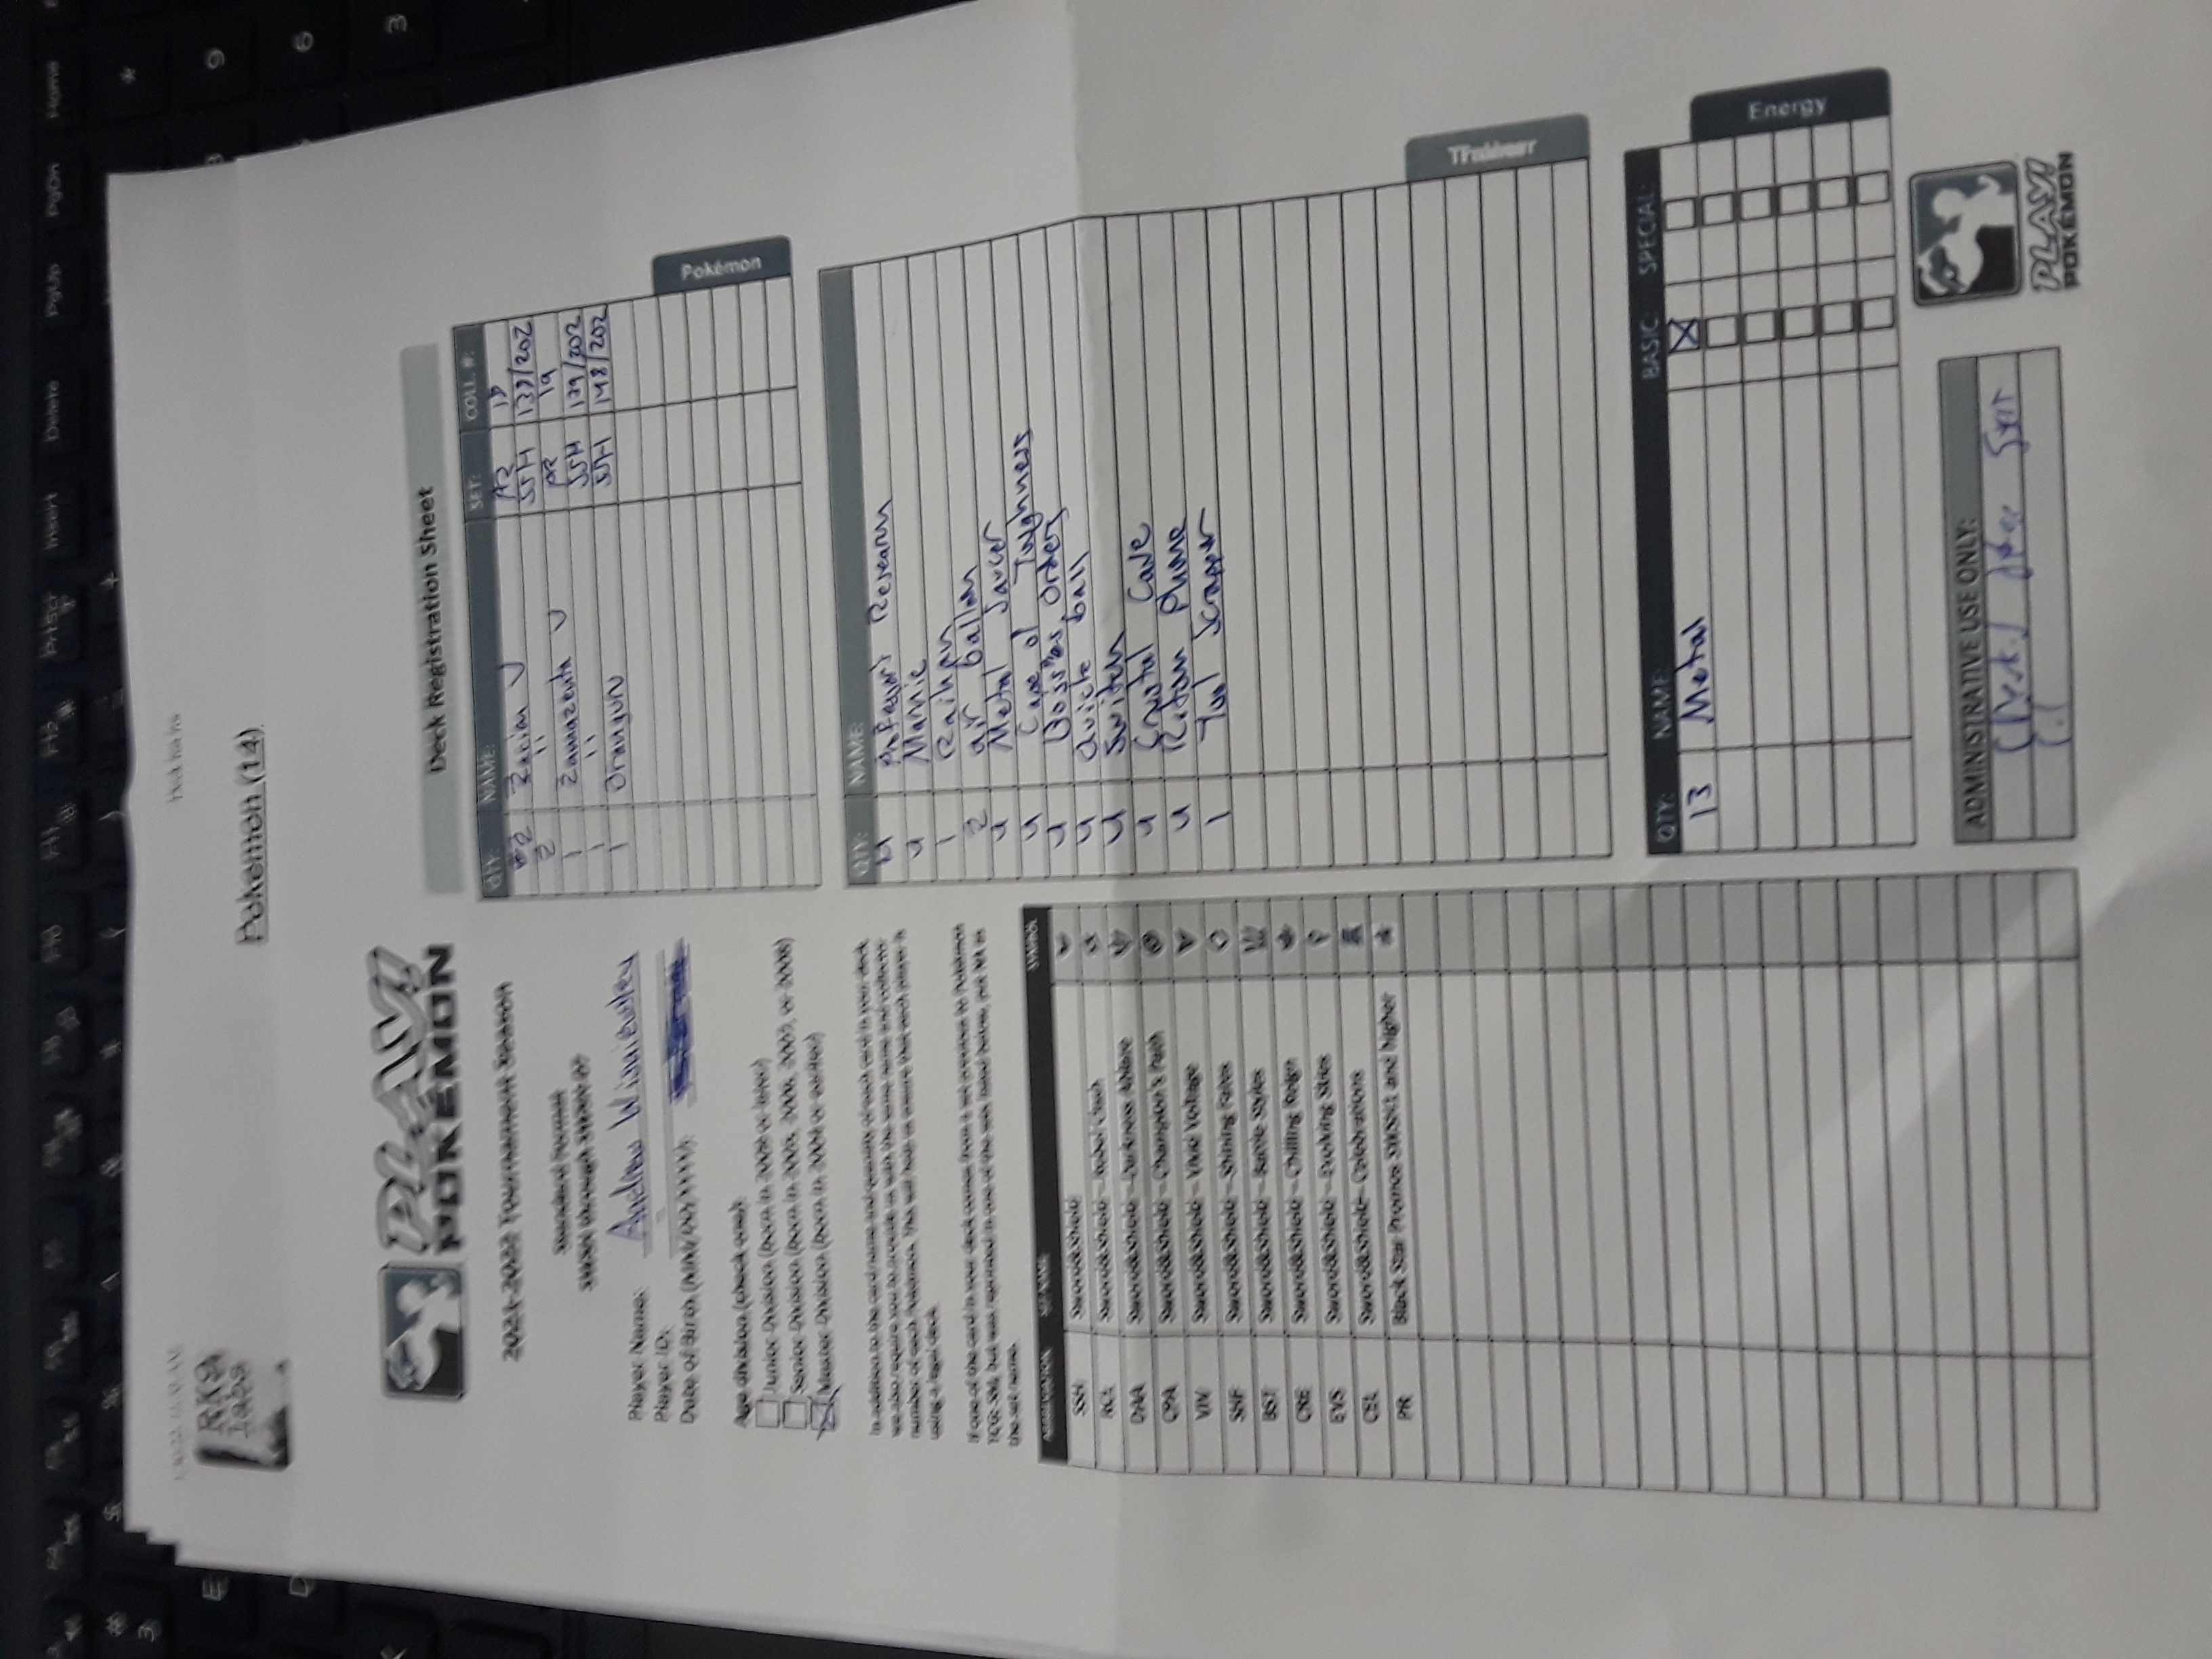 Deck list.for
RK9
labs
Pokemon (14)
PLAY!
POKÉMON
2021-2022 Tournament Season
Standard Format
SWSH through SWSH 07
Player Name: Andrew Wisniewsley
Player ID:
Date of Birth (MM/DD/YYYY):
Age division (check one):
Junior Division (born in 2009 or later)
Senior Division (born in 2005, 2006, 2007, or 2008)
Master Division (born in 2004 or earlier)
In addition to the card name and quantity of each card in your deck,
we also require you to provide us with the same name and collector
number of each Pokémon. This will help us ensure that each player is
using a legal deck.
If one of the card in your deck comes from a set previous to Pokémon
TCG: SM, but was reprinted in one of the sets listed below, put NA as
the set name.
ABBREVIATION SET NAME SYMBOL
SSH Sword&Shield
RCL Sword&Shield – Rebel Clash
DAA Sword&Shield – Darkness Ablaze
CPA Sword&Shield – Champion's Path
VIV Sword&Shield – Vivid Voltage
SHF Sword&Shield – Shining Fates
BST Sword&Shield – Battle Styles
CRE Sword&Shield – Chilling Reign
EVS Sword&Shield – Evolving Skies
CEL Sword&Shield– Celebrations
PR Black Star Promos SWSH1 and higher
Deck Registration Sheet
QTY: NAME: SET: COLL. #:
2 Zacian V PR 18
2 " SSH 138/202
1 Zamazenta V PR 19
1 " SSH 139/202
1 Oranguru SSH 148/202
Pokémon
QTY: NAME:
4 Professor's Research
4 Marnie
1 Raihan
2 air ballon
4 Metal Saucer
4 Cape of Toughness
4 Boss's Orders
4 Quick ball
4 Switch
4 Crystal Cave
4 Rotom Phone
1 Tool Scrapper
Trainer
QTY: NAME: BASIC: SPECIAL:
13 Metal
Energy
ADMINISTRATIVE USE ONLY:
PLAY!
POKÉMON